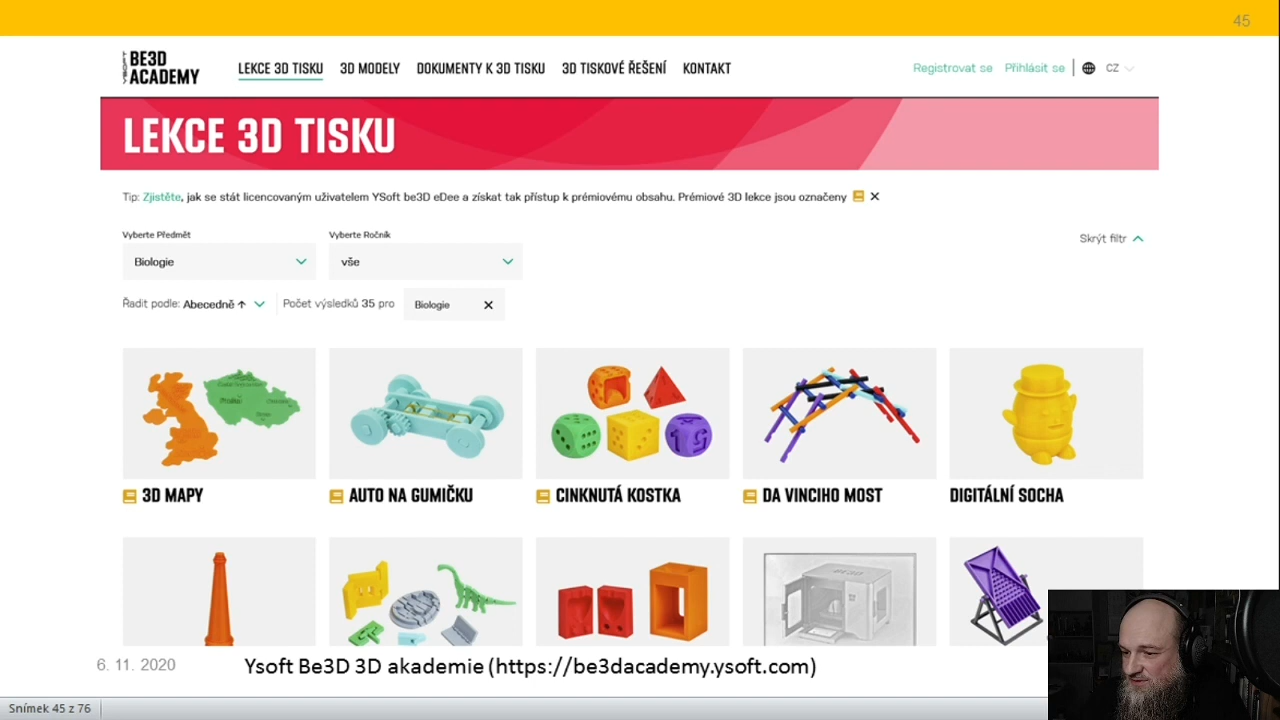 45
YSOFT BE3D
ACADEMY
LEKCE 3D TISKU 3D MODELY DOKUMENTY K 3D TISKU 3D TISKOVÉ ŘEŠENÍ KONTAKT Registrovat se Přihlásit se CZ
LEKCE 3D TISKU
Tip: Zjistěte, jak se stát licencovaným uživatelem YSoft be3D eDee a získat tak přístup k prémiovému obsahu. Prémiové 3D lekce jsou označeny
Vyberte Předmět Vyberte Ročník
Skrýt filtr
Biologie vše
Řadit podle: Abecedně Počet výsledků 35 pro Biologie
3D MAPY AUTO NA GUMIČKU CINKNUTÁ KOSTKA DA VINCIHO MOST DIGITÁLNÍ SOCHA
BE3D
6. 11. 2020 Ysoft Be3D 3D akademie (https://be3dacademy.ysoft.com)
Snímek 45 z 76